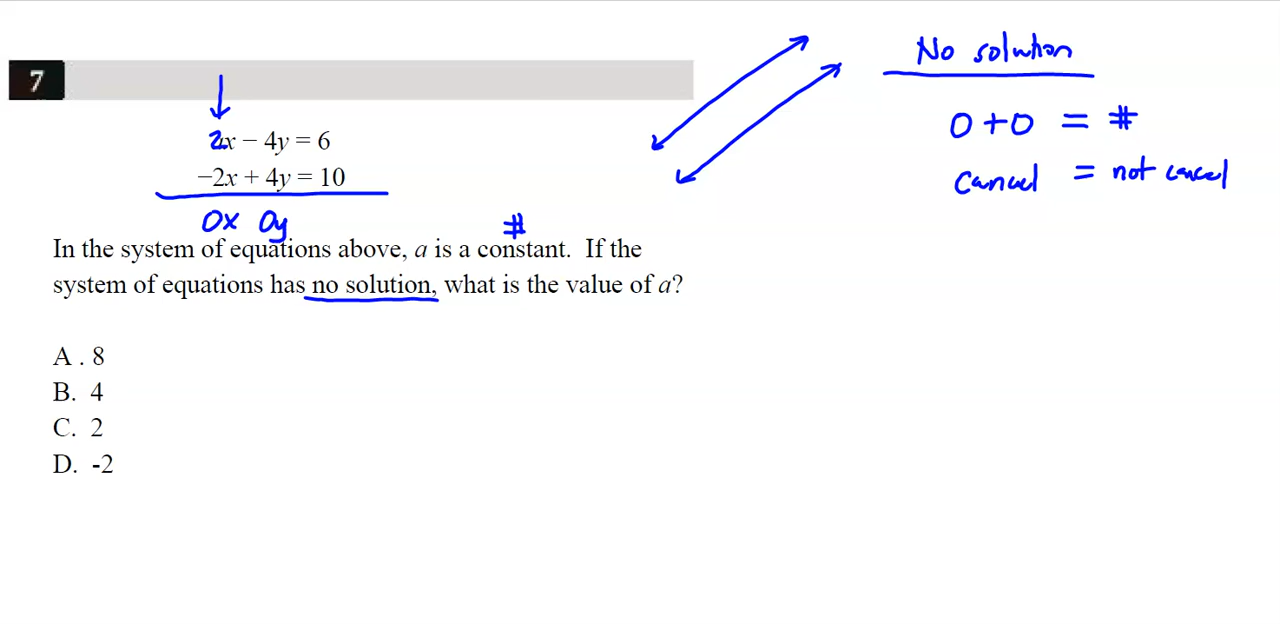 No solution
7
0 + 0 = #
2x − 4y = 6
cancel = not cancel
−2x + 4y = 10
0x 0y #
In the system of equations above, a is a constant. If the
system of equations has no solution, what is the value of a?
A . 8
B. 4
C. 2
D. -2